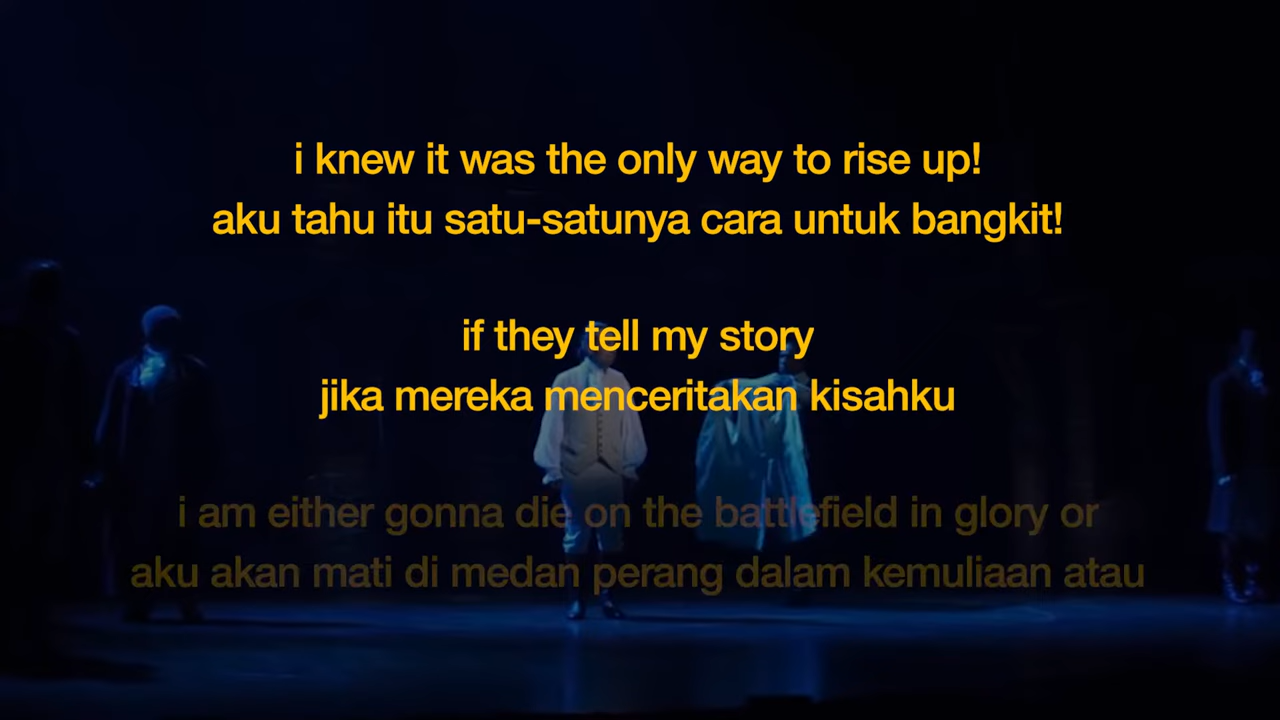 i knew it was the only way to rise up!
aku tahu itu satu-satunya cara untuk bangkit!
if they tell my story
jika mereka menceritakan kisahku
i am either gonna die on the battlefield in glory or
aku akan mati di medan perang dalam kemuliaan atau